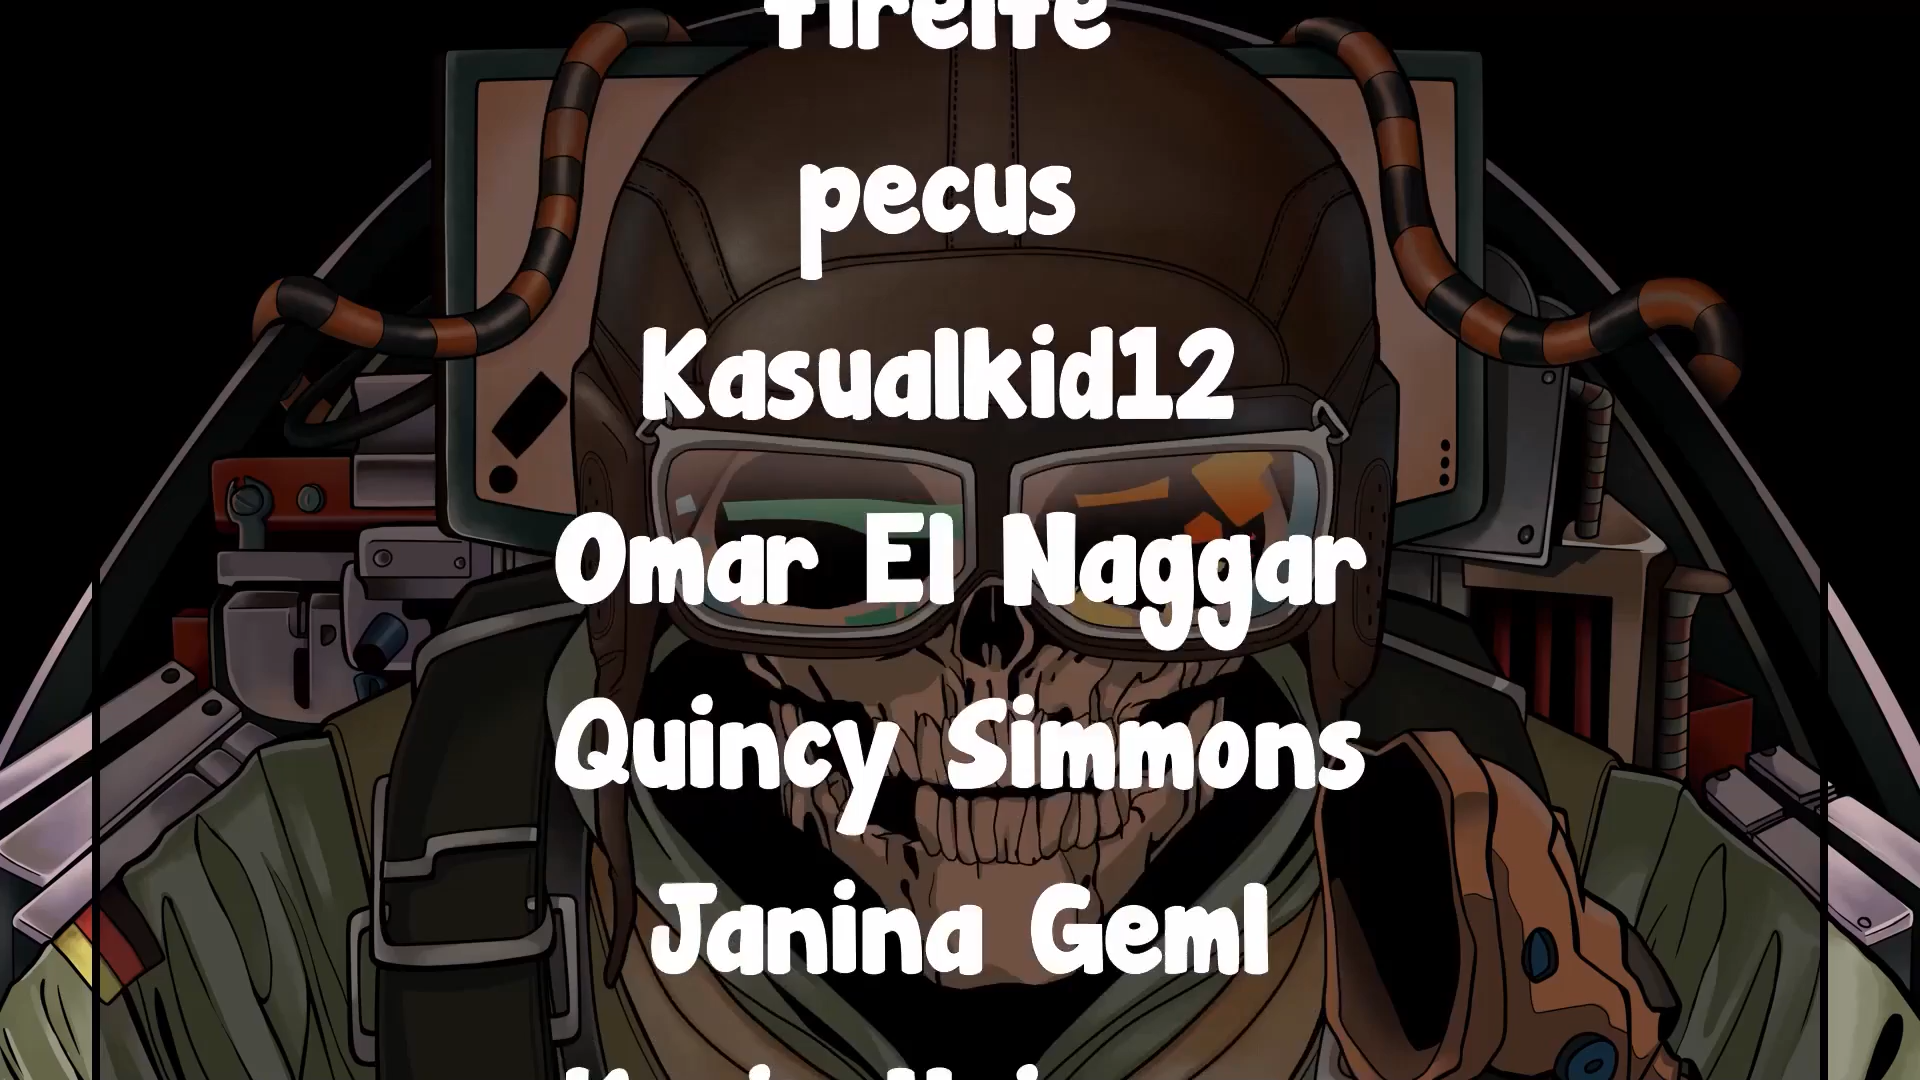 pecus
Kasualkid12
Omar El Naggar
Quincy Simmons
Janina Geml